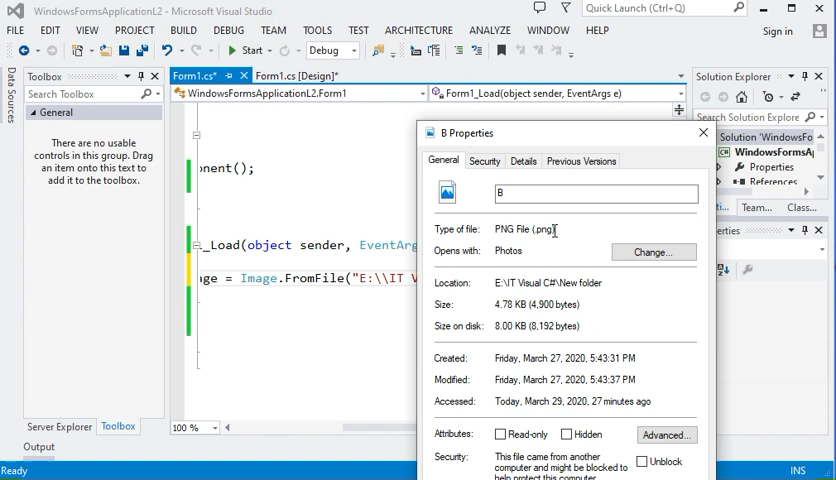 WindowsFormsApplicationL2 - Microsoft Visual Studio
Quick Launch (Ctrl+Q)
FILE EDIT VIEW PROJECT BUILD DEBUG TEAM TOOLS TEST ARCHITECTURE ANALYZE WINDOW HELP
Sign in
Start
Debug
Data Sources
Toolbox
Search Toolbox
General
There are no usable
controls in this group. Drag
an item onto this text to
add it to the toolbox.
Server Explorer
Toolbox
Form1.cs*
Form1.cs [Design]*
WindowsFormsApplicationL2.Form1
Form1_Load(object sender, EventArgs e)
nent();
_Load(object sender, EventArg
ge = Image.FromFile("E:\\IT V
100 %
B Properties
General
Security
Details
Previous Versions
B
Type of file: PNG File (.png)
Opens with: Photos
Change...
Location: E:\IT Visual C#\New folder
Size: 4.78 KB (4,900 bytes)
Size on disk: 8.00 KB (8,192 bytes)
Created: Friday, March 27, 2020, 5:43:31 PM
Modified: Friday, March 27, 2020, 5:43:37 PM
Accessed: Today, March 29, 2020, 27 minutes ago
Attributes:
Read-only
Hidden
Advanced...
Security: This file came from another
computer and might be blocked to
help protect this computer.
Unblock
Solution Explorer
Search Solution Explorer
Solution 'WindowsFo
WindowsFormsAp
Properties
References
Team...
Class...
erties
Output
Ready
INS